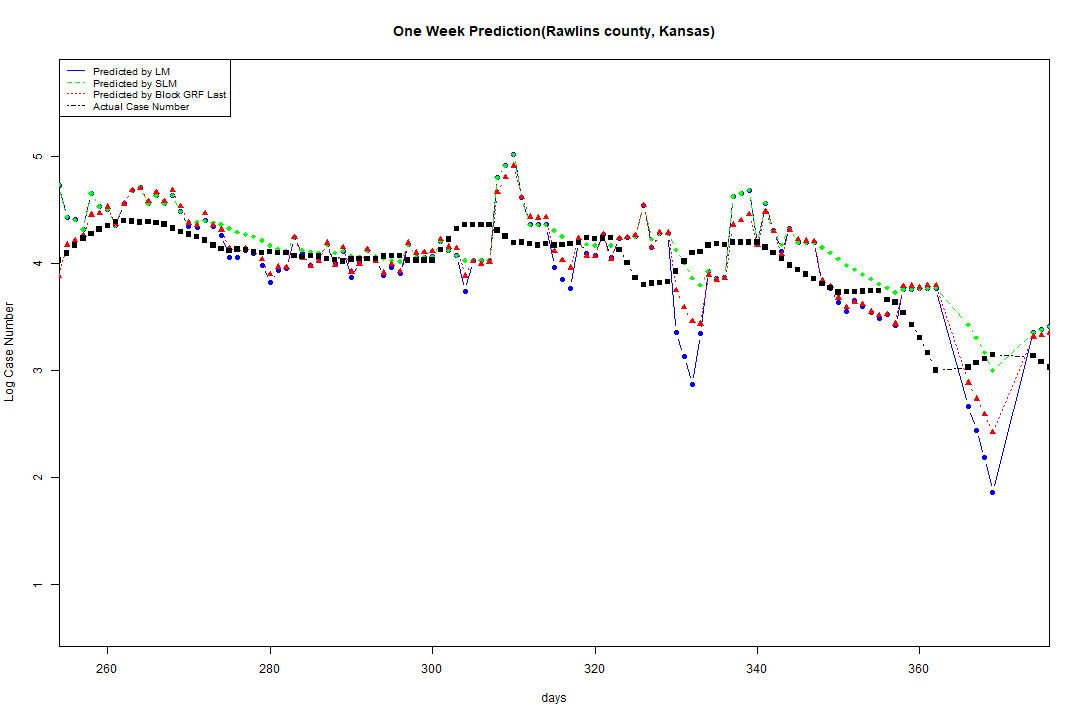 One Week Prediction(Rawlins county, Kansas)
Predicted by LM
Predicted by SLM
Predicted by Block GRF Last
Actual Case Number
5
4
3
2
1
Log Case Number
260 280 300 320 340 360
days